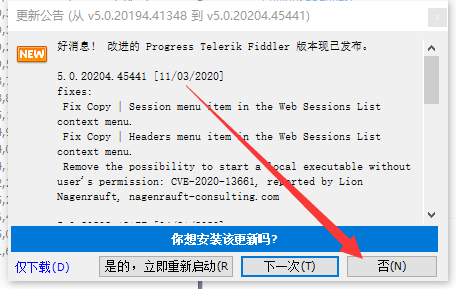 更新公告 (从 v5.0.20194.41348 到 v5.0.20204.45441)
NEW
好消息！ 改进的 Progress Telerik Fiddler 版本现已发布。
5.0.20204.45441 [11/03/2020]
fixes:
Fix Copy | Session menu item in the Web Sessions List
context menu.
Fix Copy | Headers menu item in the Web Sessions List
context menu.
Remove the possibility to start a local executable without
user's permission: CVE-2020-13661, reported by Lion
Nagenrauft, nagenrauft-consulting.com
你想安装该更新吗?
仅下载(D) 是的，立即重新启动(R 下一次(T) 否(N)